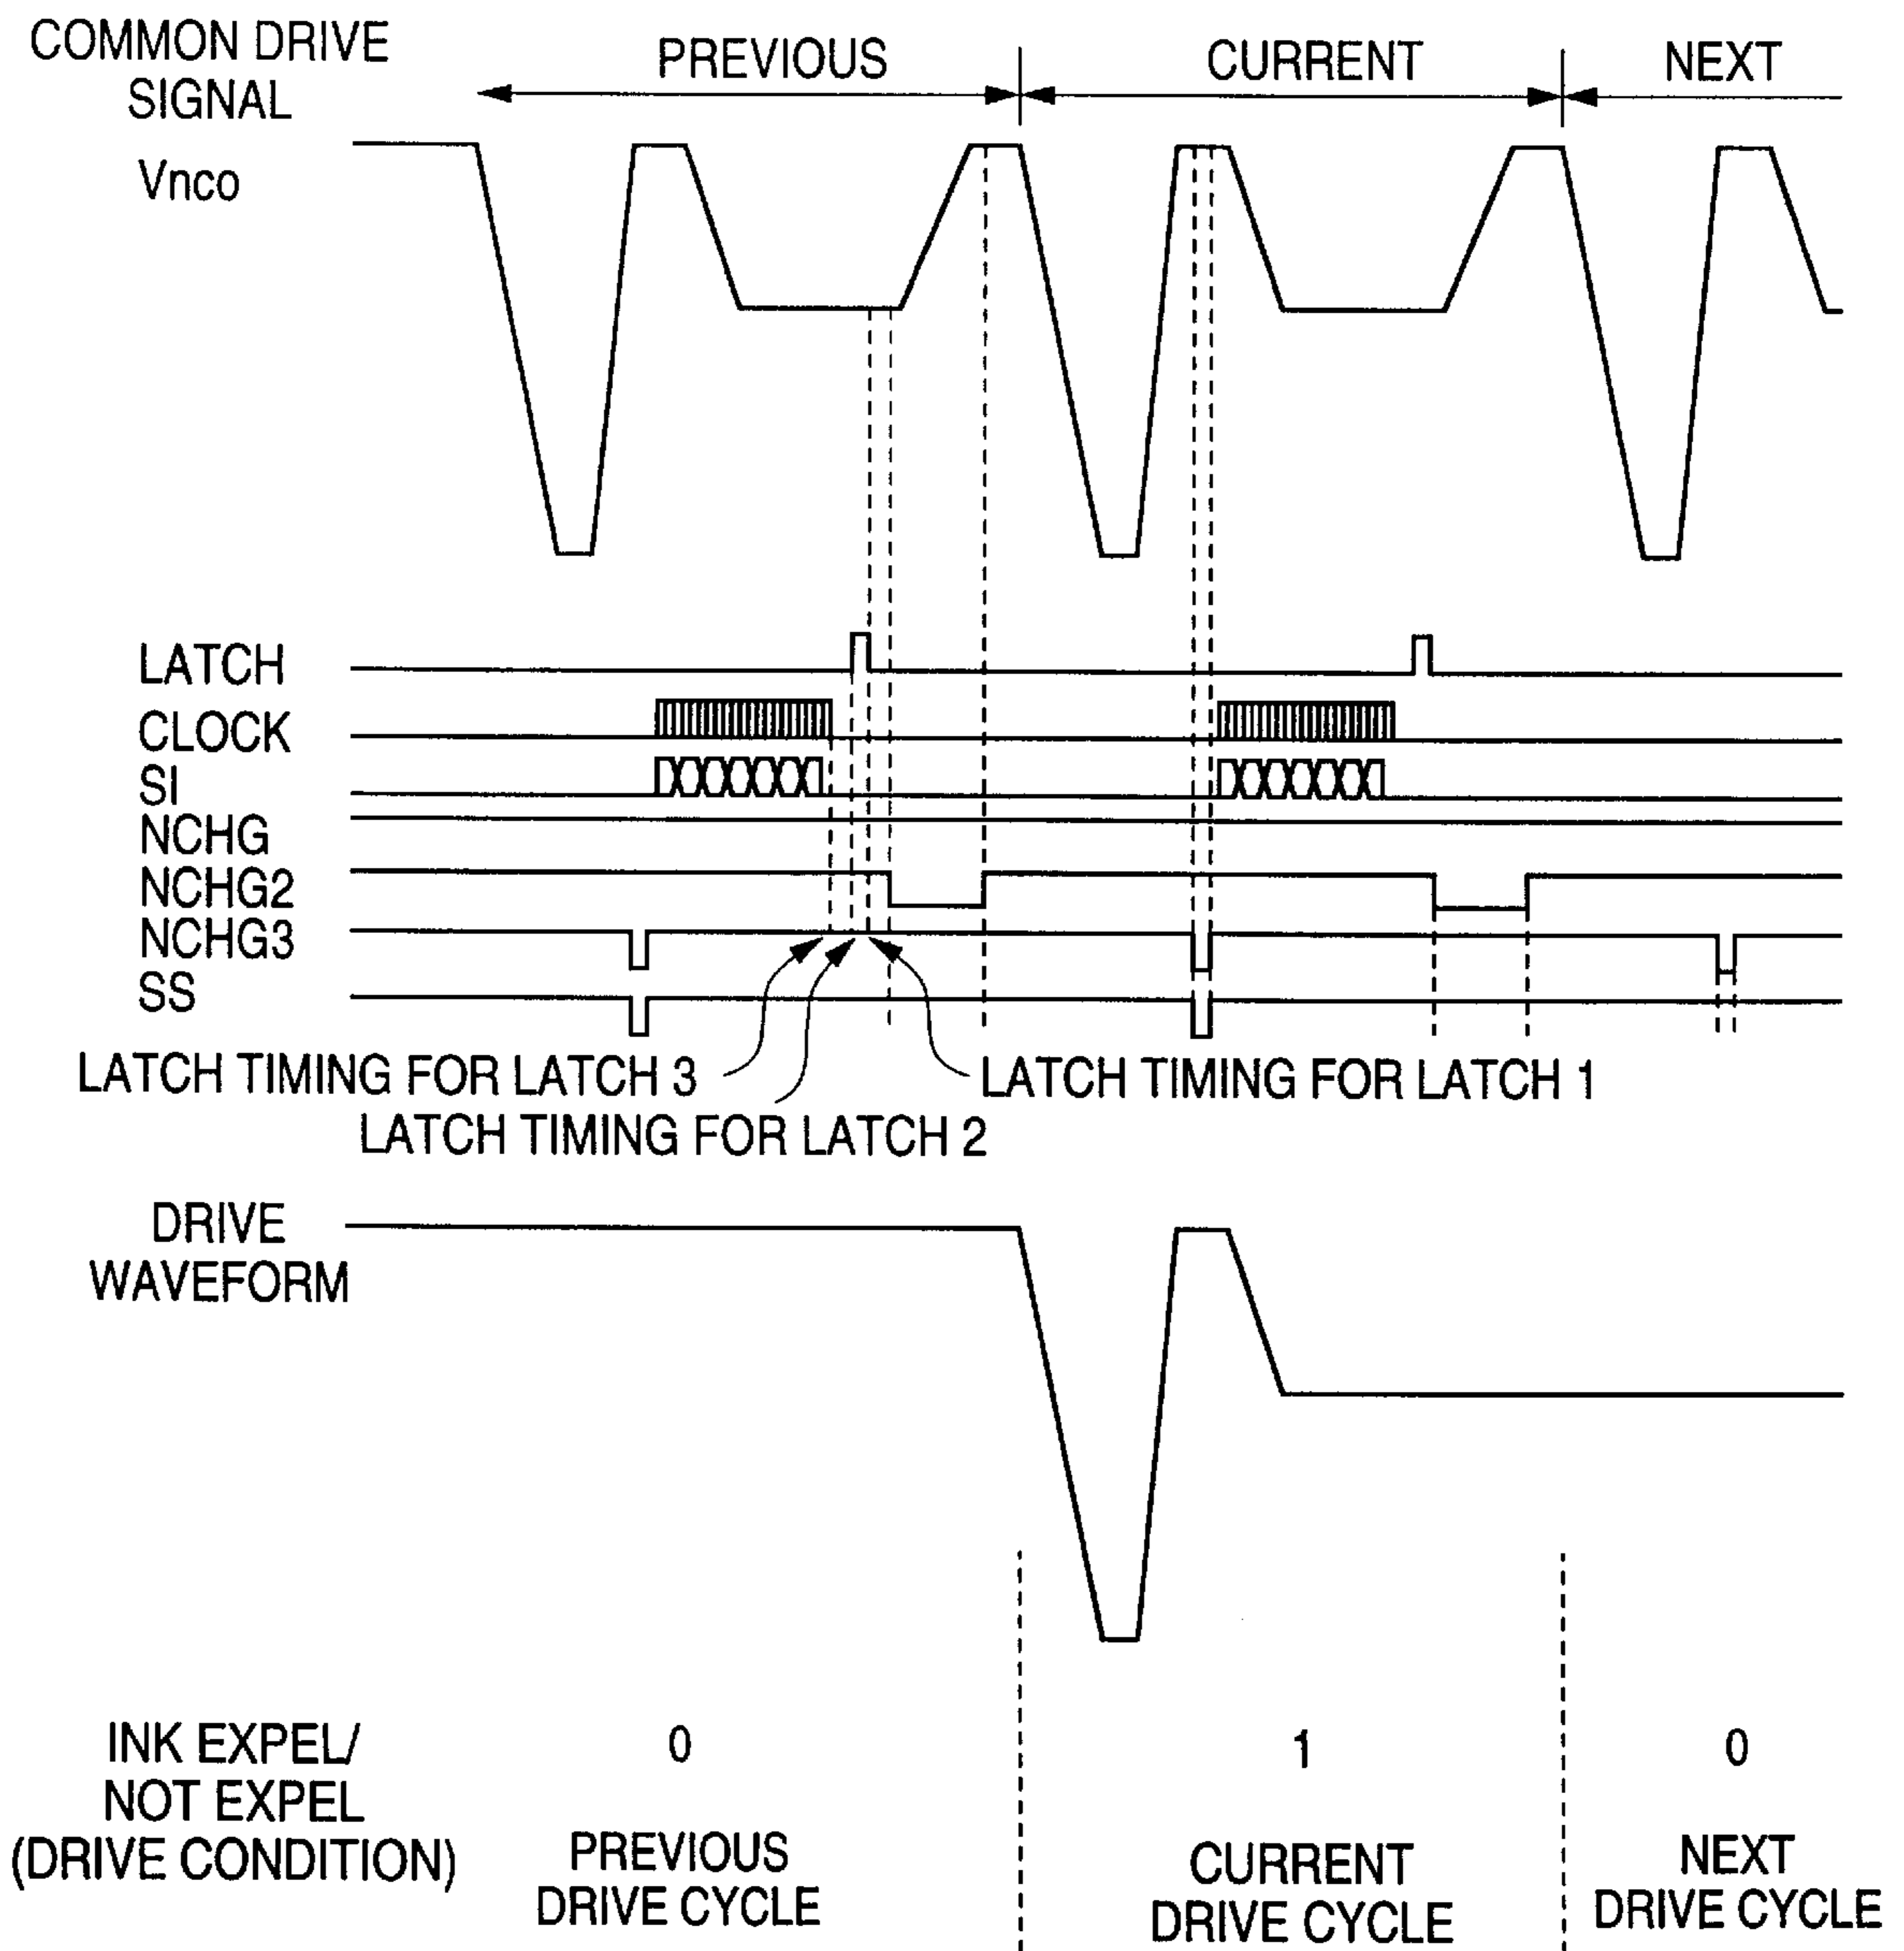 COMMON DRIVE
SIGNAL
PREVIOUS
CURRENT
NEXT
Vnco
LATCH
CLOCK
SI
NCHG
NCHG2
NCHG3
SS
LATCH TIMING FOR LATCH 3
LATCH TIMING FOR LATCH 1
LATCH TIMING FOR LATCH 2
DRIVE
WAVEFORM
INK EXPEL/
NOT EXPEL
(DRIVE CONDITION)
0
1
0
PREVIOUS
DRIVE CYCLE
CURRENT
DRIVE CYCLE
NEXT
DRIVE CYCLE